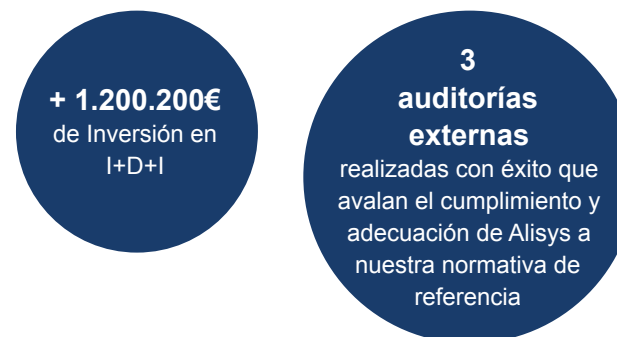 + 1.200.200€
de Inversión en
I+D+I
3
auditorías
externas
realizadas con éxito que
avalan el cumplimiento y
adecuación de Alisys a
nuestra normativa de
referencia